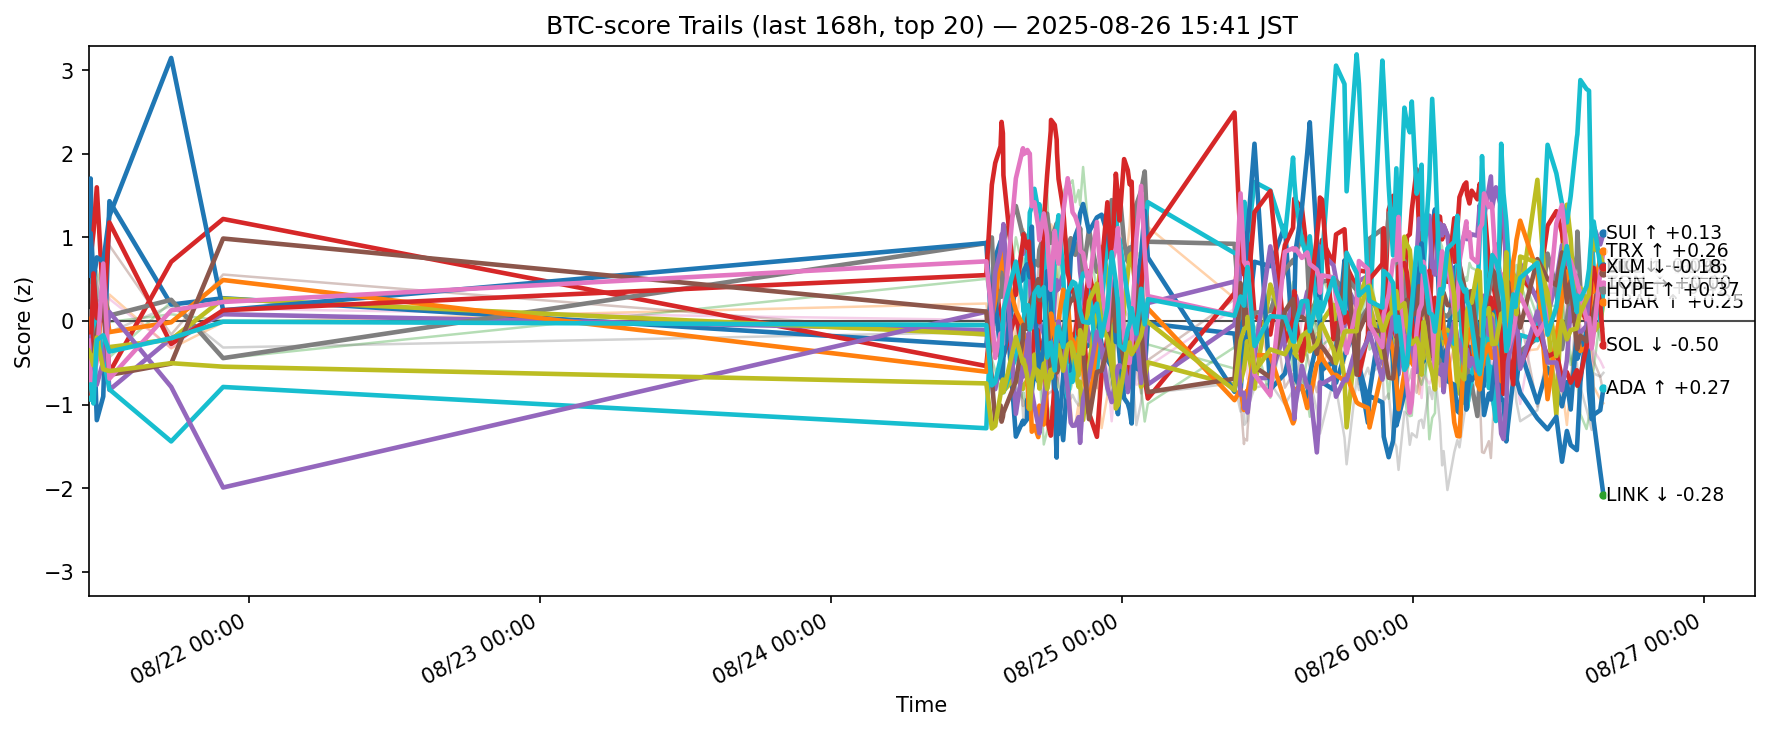 BTC-score Trails (last 168h, top 20) — 2025-08-26 15:41 JST
Score (z)
3
2
1
0
−1
−2
−3
SUI ↑ +0.13
TRX ↑ +0.26
XLM ↓ -0.18
HYPE ↑ +0.37
HBAR ↑ +0.25
SOL ↓ -0.50
ADA ↑ +0.27
LINK ↓ -0.28
08/22 00:00
08/23 00:00
08/24 00:00
08/25 00:00
08/26 00:00
08/27 00:00
Time